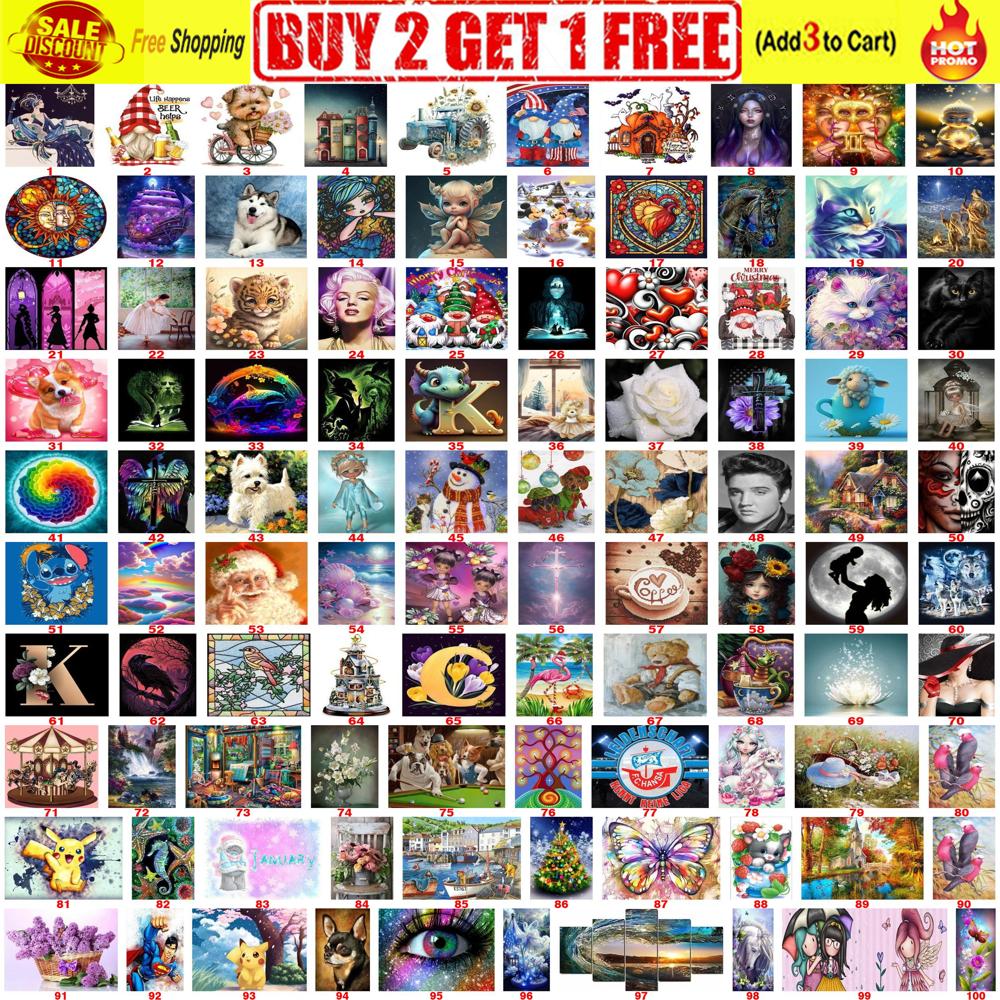 SALE
DISCOUNT
Free Shopping
BUY 2 GET 1 FREE
(Add 3 to Cart)
HOT
PROMO
Life Happens
BEER
helps
1 2 3 4 5 6 7 8 9 10
11 12 13 14 15 16 17 18 19 20
Merry Christmas
MERRY
Christmas
21 22 23 24 25 26 27 28 29 30
K
31 32 33 34 35 36 37 38 39 40
41 42 43 44 45 46 47 48 49 50
Coffee
51 52 53 54 55 56 57 58 59 60
K
C
61 62 63 64 65 66 67 68 69 70
LEIDENSCHAFT
F.C.HANSA
KENNT KEINE LIGA
71 72 73 74 75 76 77 78 79 80
JANUARY
81 82 83 84 85 86 87 88 89 90
91 92 93 94 95 96 97 98 99 100